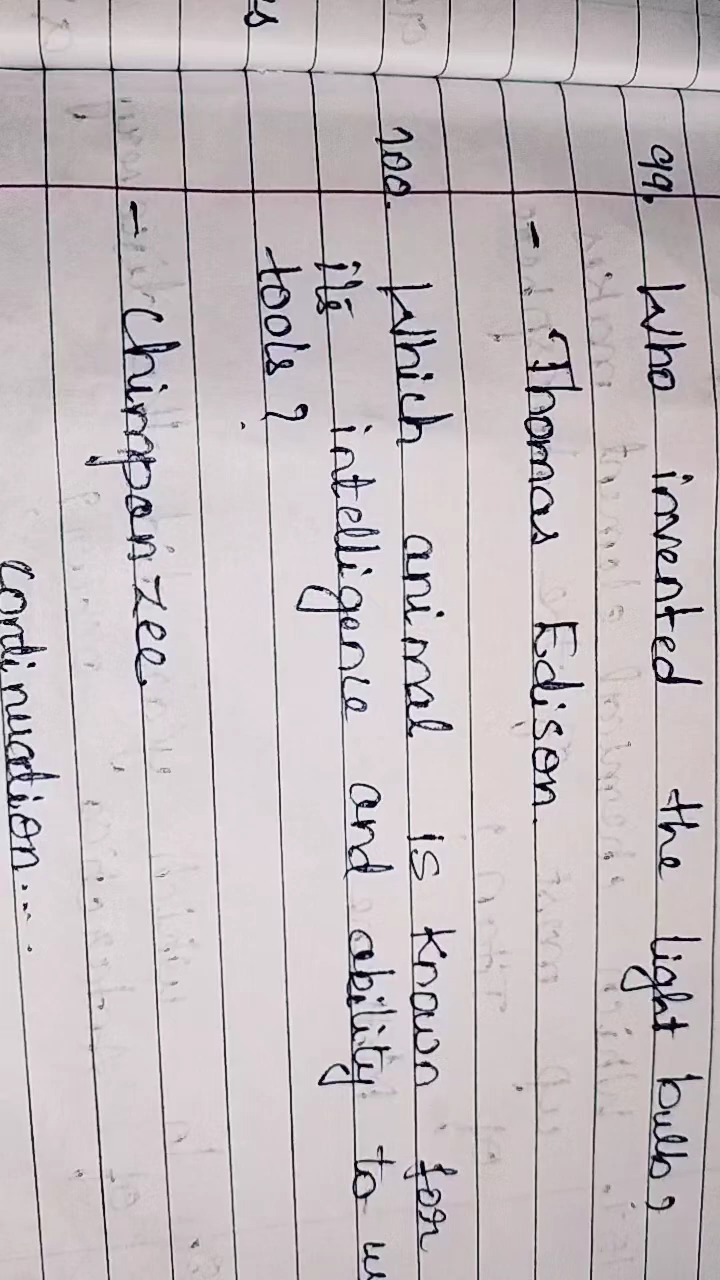 99. Who invented the light bulb?
- Thomas Edison.
100. Which animal is known for
its intelligence and ability to
tools?
- Chimpanzee.
continuation....